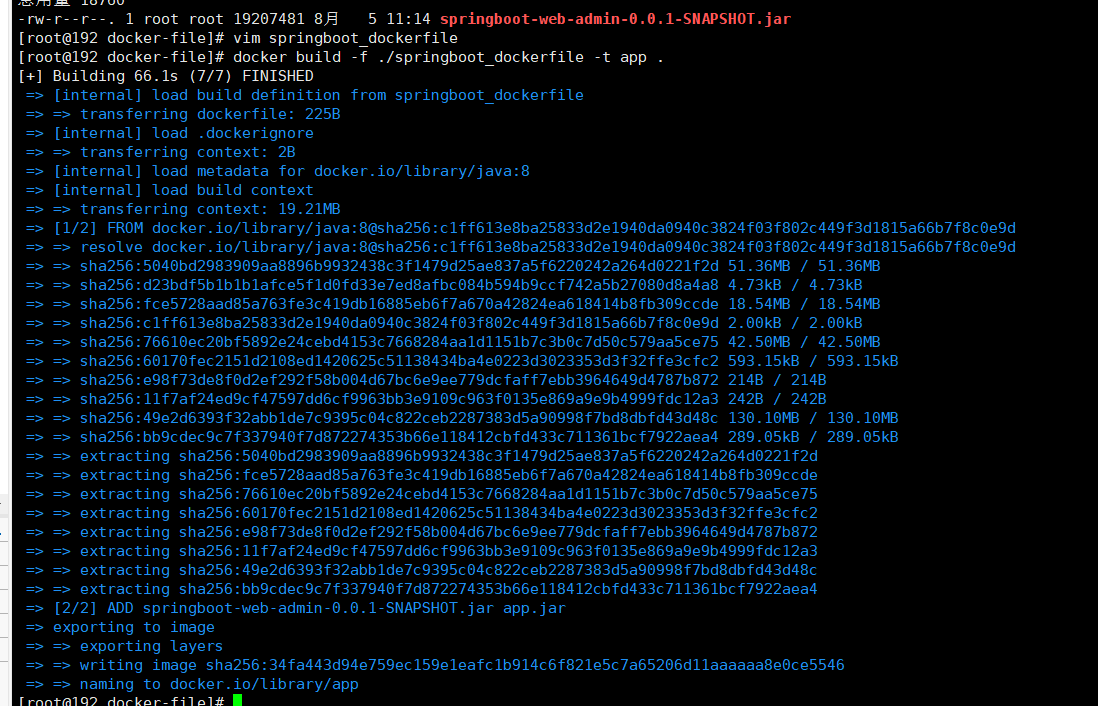 总用量 18760
-rw-r--r--. 1 root root 19207481 8月   5 11:14 springboot-web-admin-0.0.1-SNAPSHOT.jar
[root@192 docker-file]# vim springboot_dockerfile
[root@192 docker-file]# docker build -f ./springboot_dockerfile -t app .
[+] Building 66.1s (7/7) FINISHED
=> [internal] load build definition from springboot_dockerfile
=> => transferring dockerfile: 225B
=> [internal] load .dockerignore
=> => transferring context: 2B
=> [internal] load metadata for docker.io/library/java:8
=> [internal] load build context
=> => transferring context: 19.21MB
=> [1/2] FROM docker.io/library/java:8@sha256:c1ff613e8ba25833d2e1940da0940c3824f03f802c449f3d1815a66b7f8c0e9d
=> => resolve docker.io/library/java:8@sha256:c1ff613e8ba25833d2e1940da0940c3824f03f802c449f3d1815a66b7f8c0e9d
=> => sha256:5040bd2983909aa8896b9932438c3f1479d25ae837a5f6220242a264d0221f2d 51.36MB / 51.36MB
=> => sha256:d23bdf5b1b1b1afce5f1d0fd33e7ed8afbc084b594b9ccf742a5b27080d8a4a8 4.73kB / 4.73kB
=> => sha256:fce5728aad85a763fe3c419db16885eb6f7a670a42824ea618414b8fb309ccde 18.54MB / 18.54MB
=> => sha256:c1ff613e8ba25833d2e1940da0940c3824f03f802c449f3d1815a66b7f8c0e9d 2.00kB / 2.00kB
=> => sha256:76610ec20bf5892e24cebd4153c7668284aa1d1151b7c3b0c7d50c579aa5ce75 42.50MB / 42.50MB
=> => sha256:60170fec2151d2108ed1420625c51138434ba4e0223d3023353d3f32ffe3cfc2 593.15kB / 593.15kB
=> => sha256:e98f73de8f0d2ef292f58b004d67bc6e9ee779dcfaff7ebb3964649d4787b872 214B / 214B
=> => sha256:11f7af24ed9cf47597dd6cf9963bb3e9109c963f0135e869a9e9b4999fdc12a3 242B / 242B
=> => sha256:49e2d6393f32abb1de7c9395c04c822ceb2287383d5a90998f7bd8dbfd43d48c 130.10MB / 130.10MB
=> => sha256:bb9cdec9c7f337940f7d872274353b66e118412cbfd433c711361bcf7922aea4 289.05kB / 289.05kB
=> => extracting sha256:5040bd2983909aa8896b9932438c3f1479d25ae837a5f6220242a264d0221f2d
=> => extracting sha256:fce5728aad85a763fe3c419db16885eb6f7a670a42824ea618414b8fb309ccde
=> => extracting sha256:76610ec20bf5892e24cebd4153c7668284aa1d1151b7c3b0c7d50c579aa5ce75
=> => extracting sha256:60170fec2151d2108ed1420625c51138434ba4e0223d3023353d3f32ffe3cfc2
=> => extracting sha256:e98f73de8f0d2ef292f58b004d67bc6e9ee779dcfaff7ebb3964649d4787b872
=> => extracting sha256:11f7af24ed9cf47597dd6cf9963bb3e9109c963f0135e869a9e9b4999fdc12a3
=> => extracting sha256:49e2d6393f32abb1de7c9395c04c822ceb2287383d5a90998f7bd8dbfd43d48c
=> => extracting sha256:bb9cdec9c7f337940f7d872274353b66e118412cbfd433c711361bcf7922aea4
=> [2/2] ADD springboot-web-admin-0.0.1-SNAPSHOT.jar app.jar
=> exporting to image
=> => exporting layers
=> => writing image sha256:34fa443d94e759ec159e1eafc1b914c6f821e5c7a65206d11aaaaaa8e0ce5546
=> => naming to docker.io/library/app
[root@192 docker-file]#